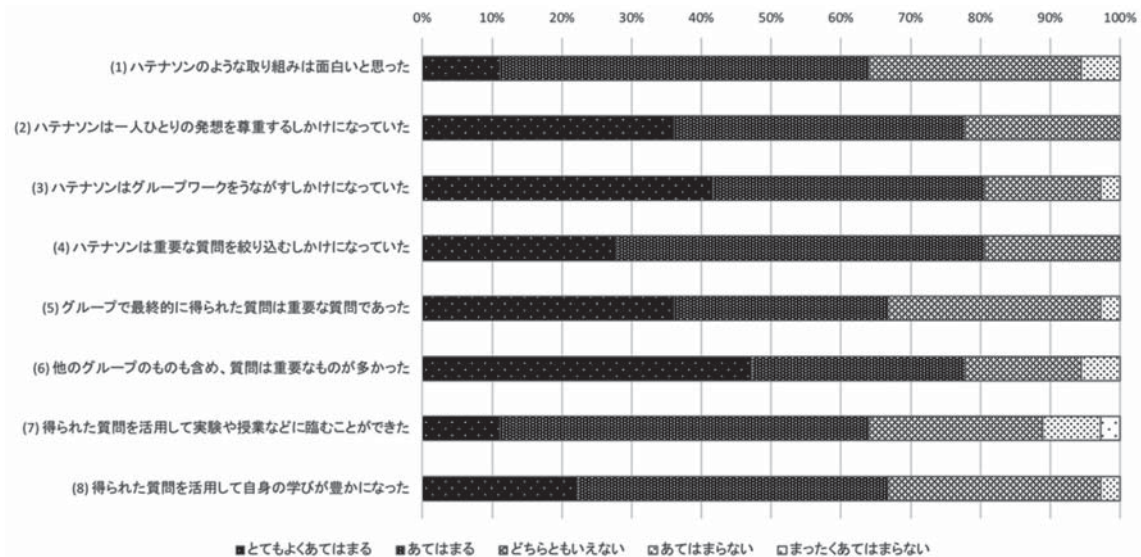 0% 10% 20% 30% 40% 50% 60% 70% 80% 90% 100%
(1) ハテナソンのような取り組みは面白いと思った
(2) ハテナソンは一人ひとりの発想を尊重するしかけになっていた
(3) ハテナソンはグループワークをうながすしかけになっていた
(4) ハテナソンは重要な質問を絞り込むしかけになっていた
(5) グループで最終的に得られた質問は重要な質問であった
(6) 他のグループのものも含め、質問は重要なものが多かった
(7) 得られた質問を活用して実験や授業などに臨むことができた
(8) 得られた質問を活用して自身の学びが豊かになった
とてもよくあてはまる あてはまる どちらともいえない あてはまらない まったくあてはまらない